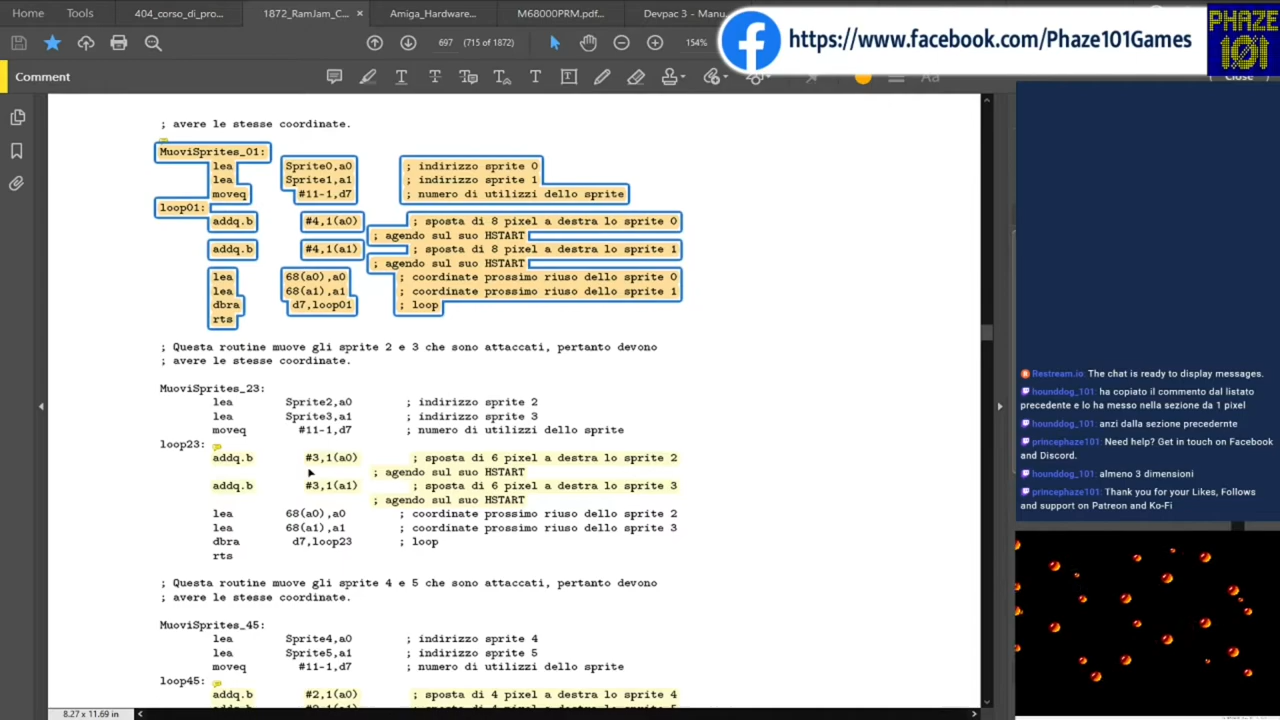 Home Tools 404_corso_di_pro... 1872_RamJam_C... × Amiga_Hardware... M68000PRM.pdf... Devpac 3 - Manu...
https://www.facebook.com/Phaze101Games
PHAZE
101
697 (715 of 1872) 154%
Comment
Close
; avere le stesse coordinate.
MuoviSprites_01:
lea Sprite0,a0 ; indirizzo sprite 0
lea Sprite1,a1 ; indirizzo sprite 1
moveq #11-1,d7 ; numero di utilizzi dello sprite
loop01:
addq.b #4,1(a0) ; sposta di 8 pixel a destra lo sprite 0
; agendo sul suo HSTART
addq.b #4,1(a1) ; sposta di 8 pixel a destra lo sprite 1
; agendo sul suo HSTART
lea 68(a0),a0 ; coordinate prossimo riuso dello sprite 0
lea 68(a1),a1 ; coordinate prossimo riuso dello sprite 1
dbra d7,loop01 ; loop
rts
; Questa routine muove gli sprite 2 e 3 che sono attaccati, pertanto devono
; avere le stesse coordinate.
MuoviSprites_23:
lea Sprite2,a0 ; indirizzo sprite 2
lea Sprite3,a1 ; indirizzo sprite 3
moveq #11-1,d7 ; numero di utilizzi dello sprite
loop23:
addq.b #3,1(a0) ; sposta di 6 pixel a destra lo sprite 2
; agendo sul suo HSTART
addq.b #3,1(a1) ; sposta di 6 pixel a destra lo sprite 3
; agendo sul suo HSTART
lea 68(a0),a0 ; coordinate prossimo riuso dello sprite 2
lea 68(a1),a1 ; coordinate prossimo riuso dello sprite 3
dbra d7,loop23 ; loop
rts
; Questa routine muove gli sprite 4 e 5 che sono attaccati, pertanto devono
; avere le stesse coordinate.
MuoviSprites_45:
lea Sprite4,a0 ; indirizzo sprite 4
lea Sprite5,a1 ; indirizzo sprite 5
moveq #11-1,d7 ; numero di utilizzi dello sprite
loop45:
addq.b #2,1(a0) ; sposta di 4 pixel a destra lo sprite 4
8.27 x 11.69 in
Restream.io: The chat is ready to display messages.
hounddog_101: ha copiato il commento dal listato
precedente e lo ha messo nella sezione da 1 pixel
hounddog_101: anzi dalla sezione precedernte
princephaze101: Need help? Get in touch on Facebook
and Discord.
hounddog_101: almeno 3 dimensioni
princephaze101: Thank you for your Likes, Follows
and support on Patreon and Ko-Fi